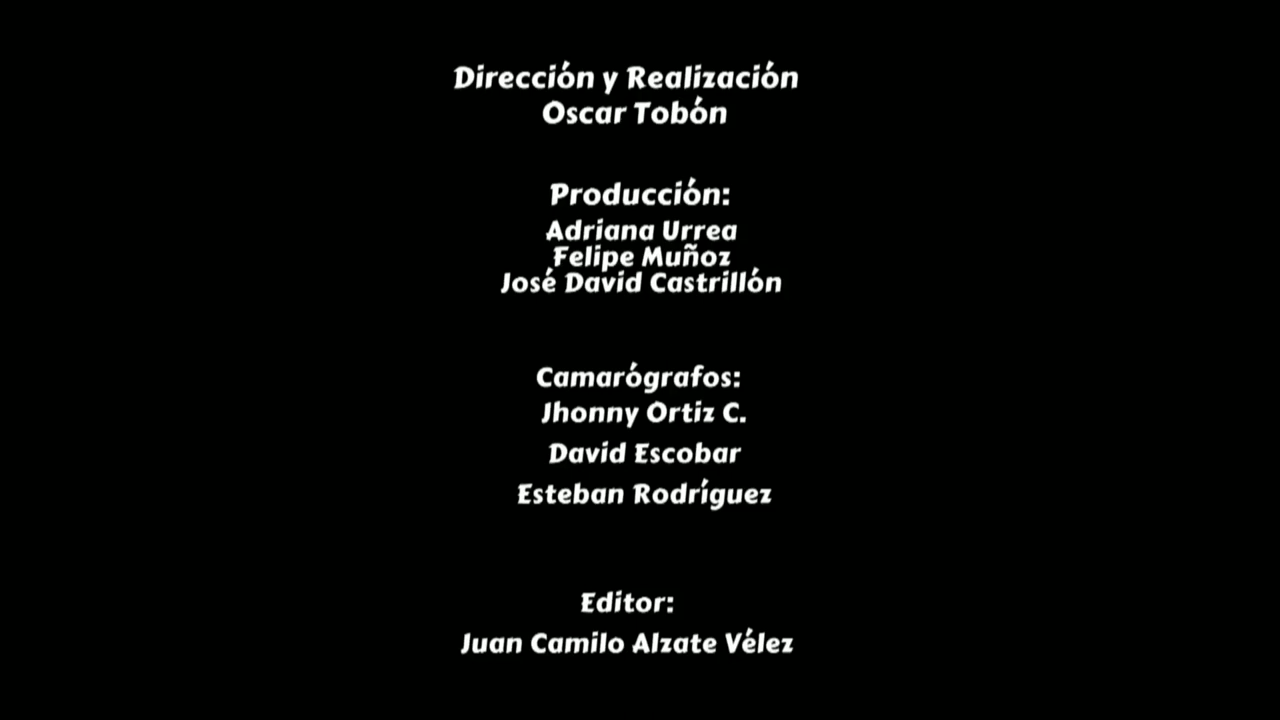 Dirección y Realización
Oscar Tobón
Producción:
Adriana Urrea
Felipe Muñoz
José David Castrillón
Camarógrafos:
Jhonny Ortiz C.
David Escobar
Esteban Rodríguez
Editor:
Juan Camilo Alzate Vélez